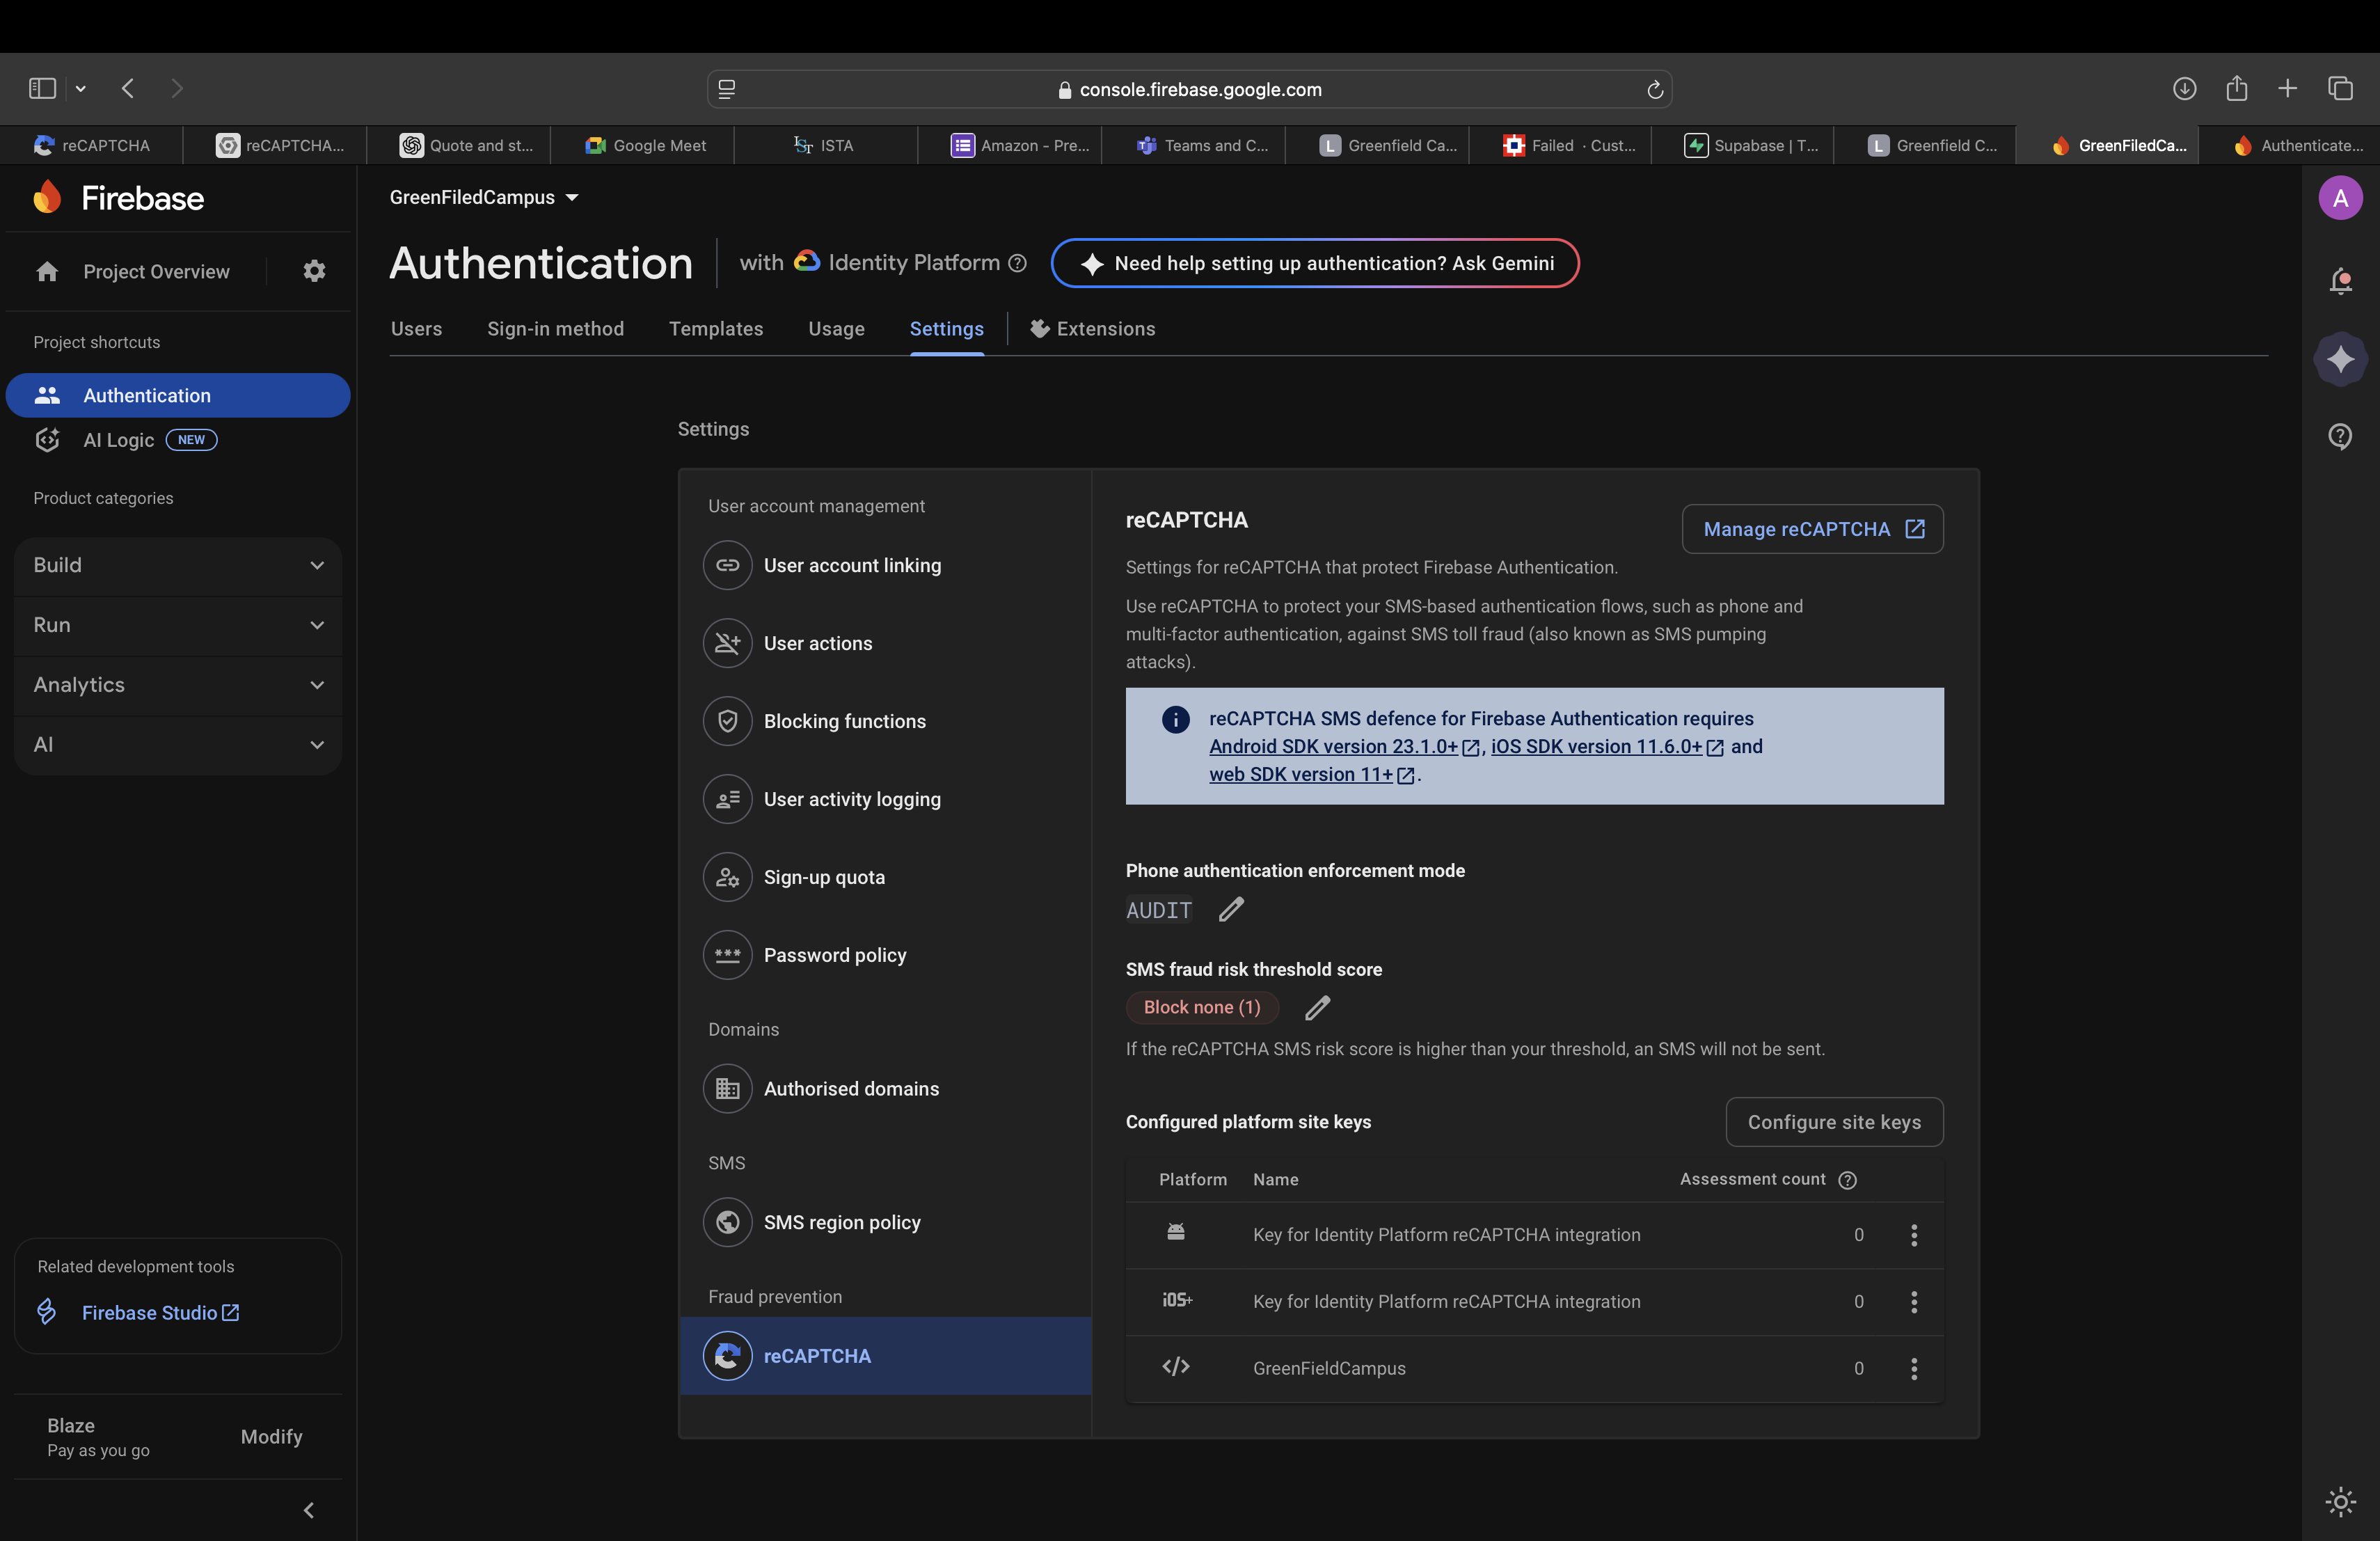 console.firebase.google.com
reCAPTCHA
reCAPTCHA...
Quote and st...
Google Meet
ISTA
Amazon - Pre...
Teams and C...
L
Greenfield Ca...
Failed · Cust...
Supabase | T...
L
Greenfield C...
GreenFiledCa...
Authenticate...
Firebase
Project Overview
Project shortcuts
Authentication
AI Logic NEW
Product categories
Build
Run
Analytics
AI
Related development tools
Firebase Studio
Blaze
Pay as you go
Modify
GreenFiledCampus
A
Authentication
with Identity Platform
Need help setting up authentication? Ask Gemini
Users
Sign-in method
Templates
Usage
Settings
Extensions
Settings
User account management
User account linking
User actions
Blocking functions
User activity logging
Sign-up quota
Password policy
Domains
Authorised domains
SMS
SMS region policy
Fraud prevention
reCAPTCHA
reCAPTCHA
Manage reCAPTCHA
Settings for reCAPTCHA that protect Firebase Authentication.
Use reCAPTCHA to protect your SMS-based authentication flows, such as phone and
multi-factor authentication, against SMS toll fraud (also known as SMS pumping
attacks).
reCAPTCHA SMS defence for Firebase Authentication requires
Android SDK version 23.1.0+, iOS SDK version 11.6.0+ and
web SDK version 11+.
Phone authentication enforcement mode
AUDIT
SMS fraud risk threshold score
Block none (1)
If the reCAPTCHA SMS risk score is higher than your threshold, an SMS will not be sent.
Configured platform site keys
Configure site keys
Platform Name Assessment count
Key for Identity Platform reCAPTCHA integration 0
iOS+ Key for Identity Platform reCAPTCHA integration 0
GreenFieldCampus 0